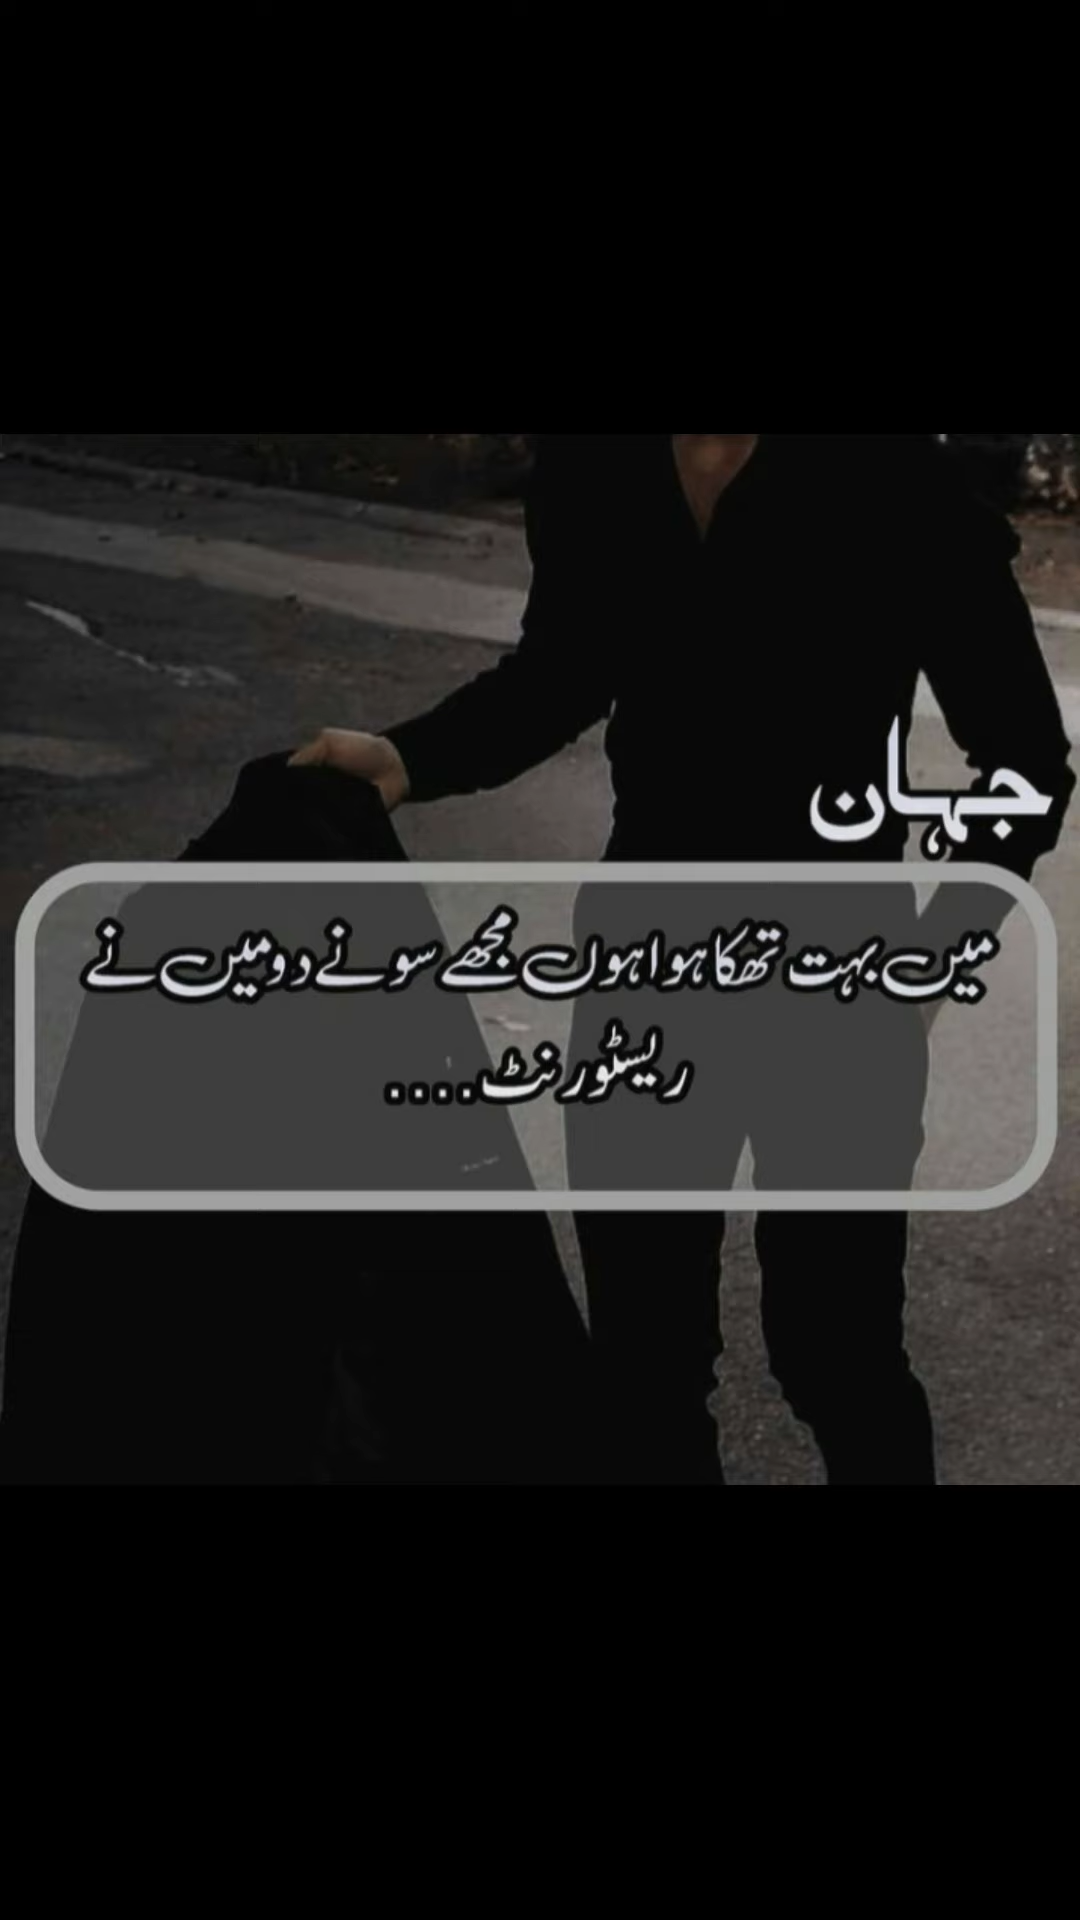 جہان
میں بہت تھکا ہوا ہوں مجھے سونے دو میں نے
ریسٹورنٹ....